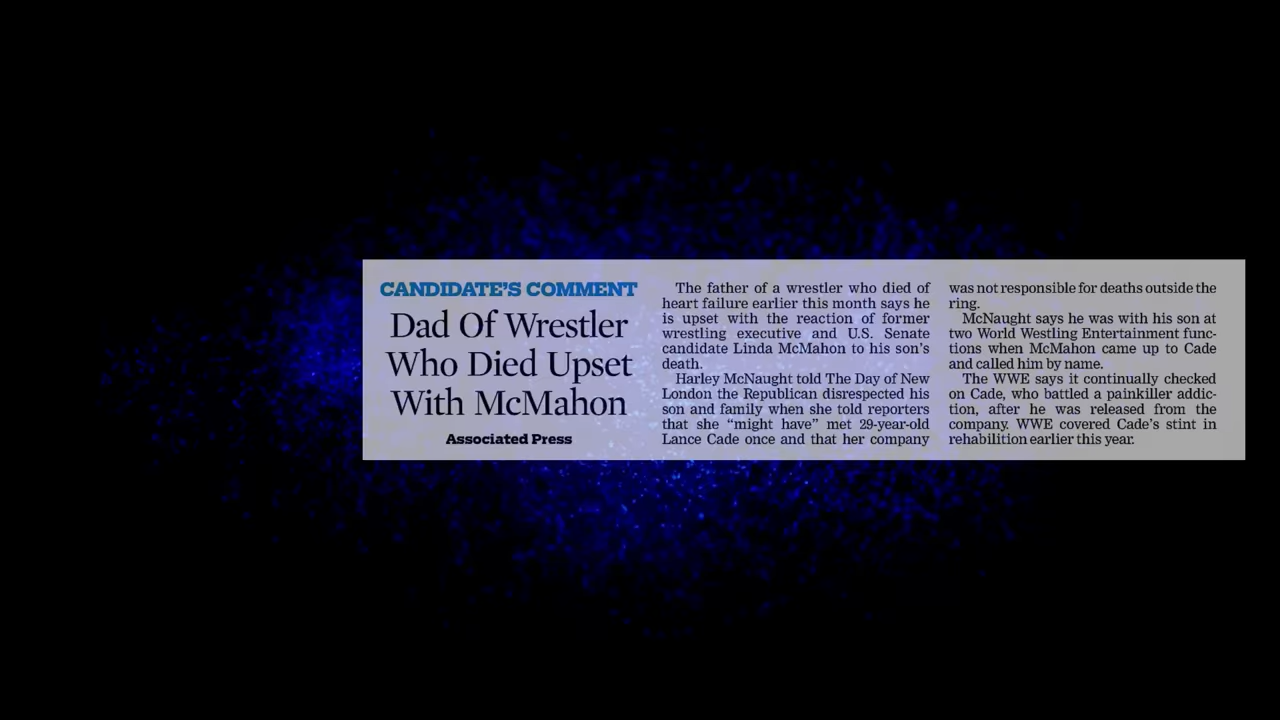 CANDIDATE'S COMMENT
Dad Of Wrestler
Who Died Upset
With McMahon
Associated Press
The father of a wrestler who died of
heart failure earlier this month says he
is upset with the reaction of former
wrestling executive and U.S. Senate
candidate Linda McMahon to his son's
death.
Harley McNaught told The Day of New
London the Republican disrespected his
son and family when she told reporters
that she “might have” met 29-year-old
Lance Cade once and that her company
was not responsible for deaths outside the
ring.
McNaught says he was with his son at
two World Westling Entertainment func-
tions when McMahon came up to Cade
and called him by name.
The WWE says it continually checked
on Cade, who battled a painkiller addic-
tion, after he was released from the
company. WWE covered Cade's stint in
rehabilition earlier this year.